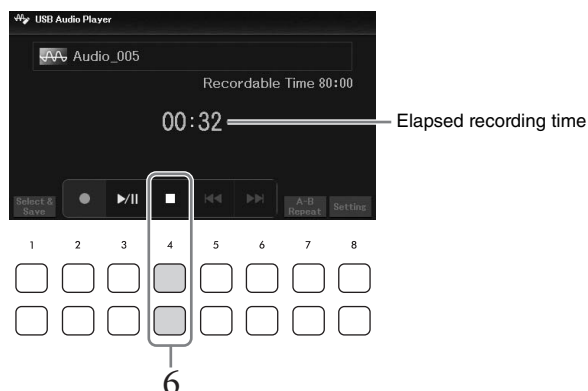 USB Audio Player
Audio_005
Recordable Time 80:00
00:32
Elapsed recording time
Select & Save
A-B Repeat
Setting
1 2 3 4 5 6 7 8
6